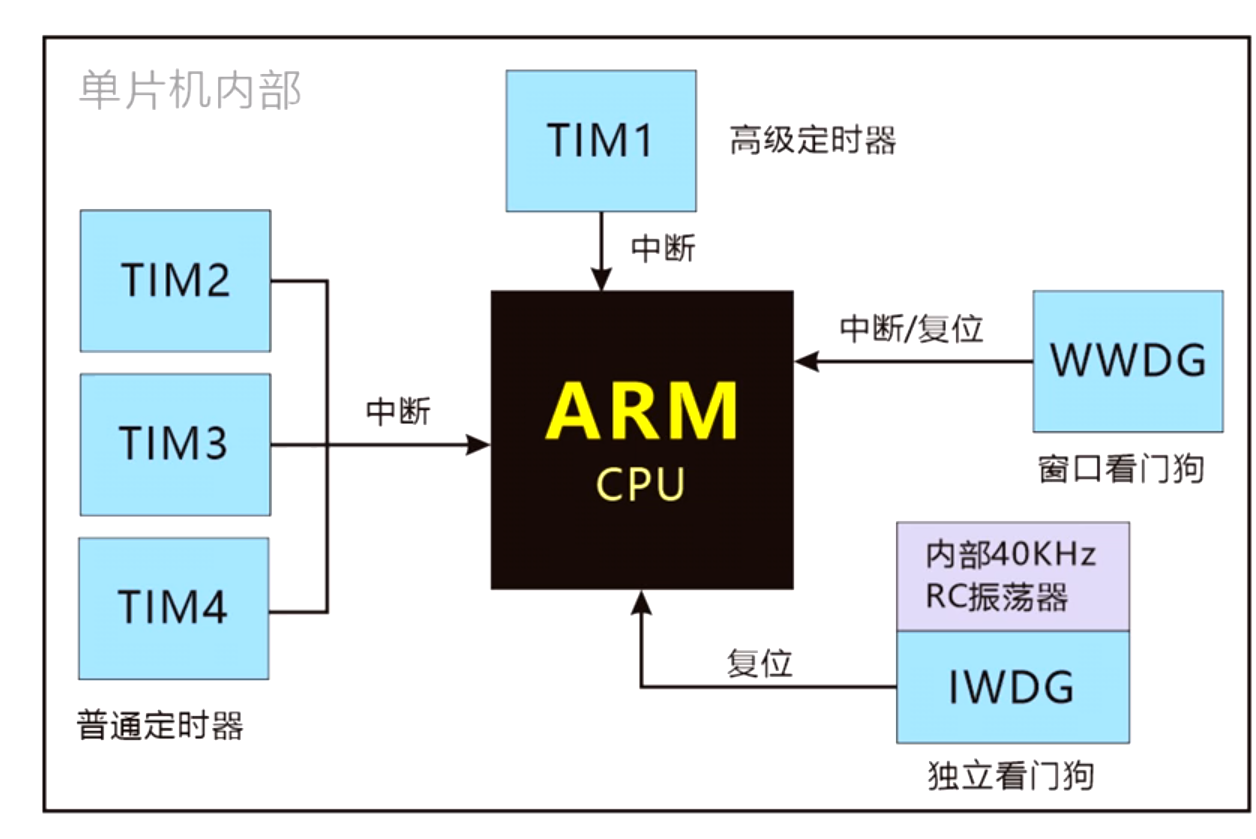 单片机内部
TIM1
高级定时器
中断
TIM2
TIM3
TIM4
中断
普通定时器
ARM
CPU
中断/复位
WWDG
窗口看门狗
内部40KHz
RC振荡器
复位
IWDG
独立看门狗